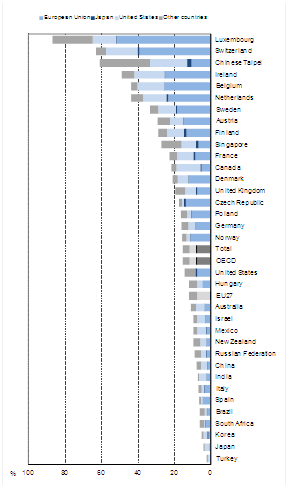 European Union Japan United States Other countries
Luxembourg
Switzerland
Chinese Taipei
Ireland
Belgium
Netherlands
Sweden
Austria
Finland
Singapore
France
Canada
Denmark
United Kingdom
Czech Republic
Poland
Germany
Norway
Total
OECD
United States
Hungary
EU27
Australia
Israel
Mexico
New Zealand
Russian Federation
China
India
Italy
Spain
Brazil
South Africa
Korea
Japan
Turkey
% 100 80 60 40 20 0